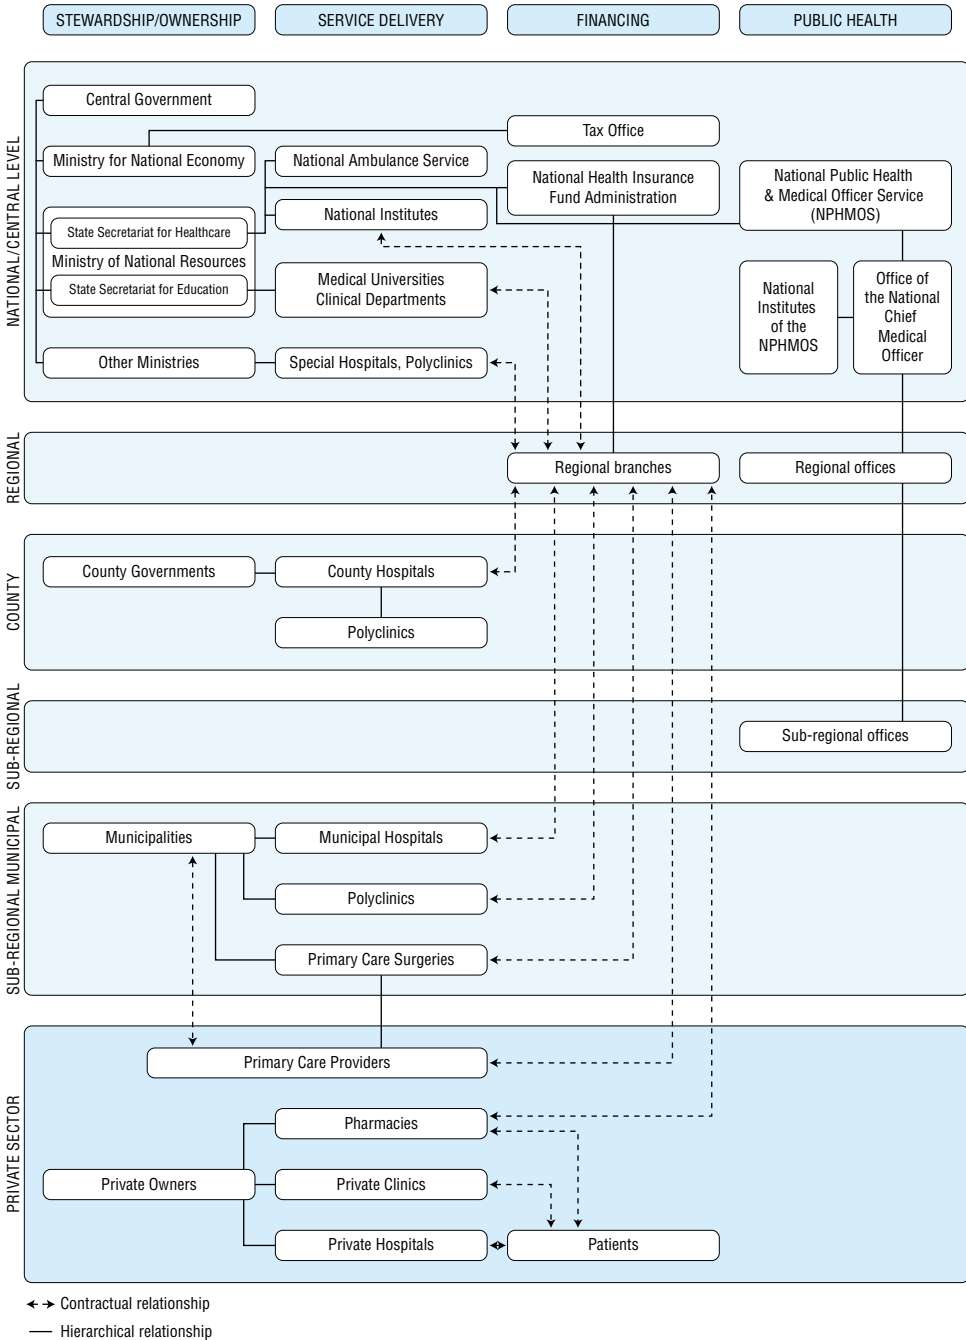 STEWARDSHIP/OWNERSHIP
SERVICE DELIVERY
FINANCING
PUBLIC HEALTH
NATIONAL/CENTRAL LEVEL
Central Government
Tax Office
Ministry for National Economy
National Ambulance Service
National Health Insurance
Fund Administration
National Public Health
& Medical Officer Service
(NPHMOS)
National Institutes
State Secretariat for Healthcare
Ministry of National Resources
State Secretariat for Education
Medical Universities
Clinical Departments
National
Institutes
of the
NPHMOS
Office of
the National
Chief
Medical
Officer
Other Ministries
Special Hospitals, Polyclinics
REGIONAL
Regional branches
Regional offices
COUNTY
County Governments
County Hospitals
Polyclinics
SUB-REGIONAL
Sub-regional offices
SUB-REGIONAL MUNICIPAL
Municipalities
Municipal Hospitals
Polyclinics
Primary Care Surgeries
PRIVATE SECTOR
Primary Care Providers
Pharmacies
Private Owners
Private Clinics
Private Hospitals
Patients
Contractual relationship
Hierarchical relationship